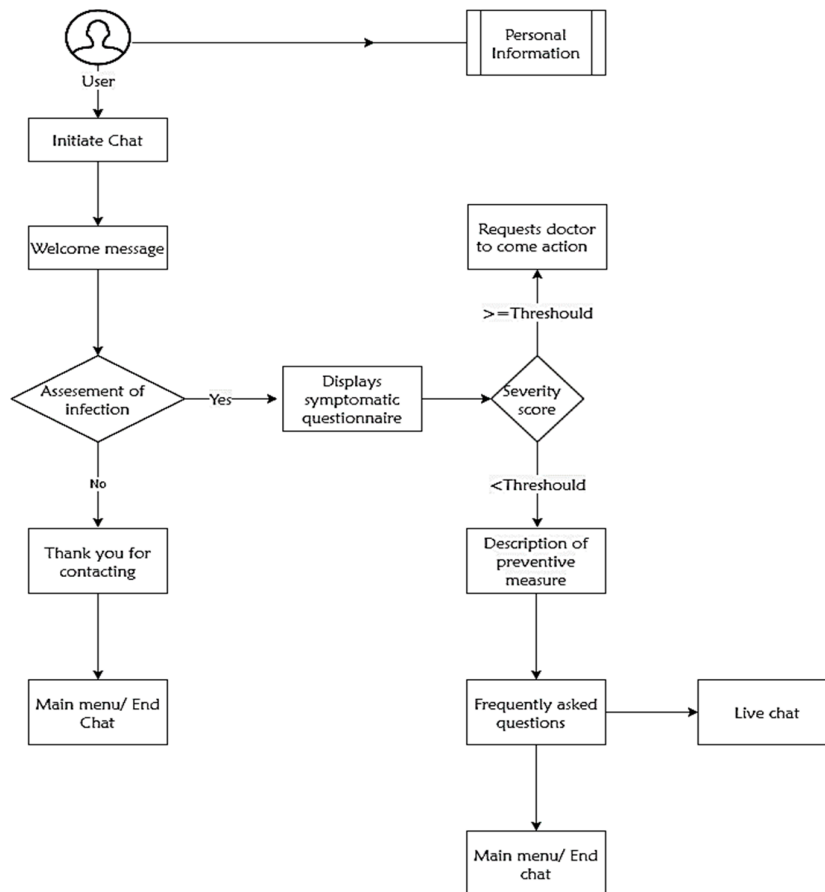 Personal
Information
User
Initiate Chat
Welcome message
Requests doctor
to come action
>=Threshould
Assesement of
infection
Yes
Displays
symptomatic
questionnaire
Severity
score
No
<Threshould
Thank you for
contacting
Description of
preventive
measure
Main menu/ End
Chat
Frequently asked
questions
Live chat
Main menu/ End
chat